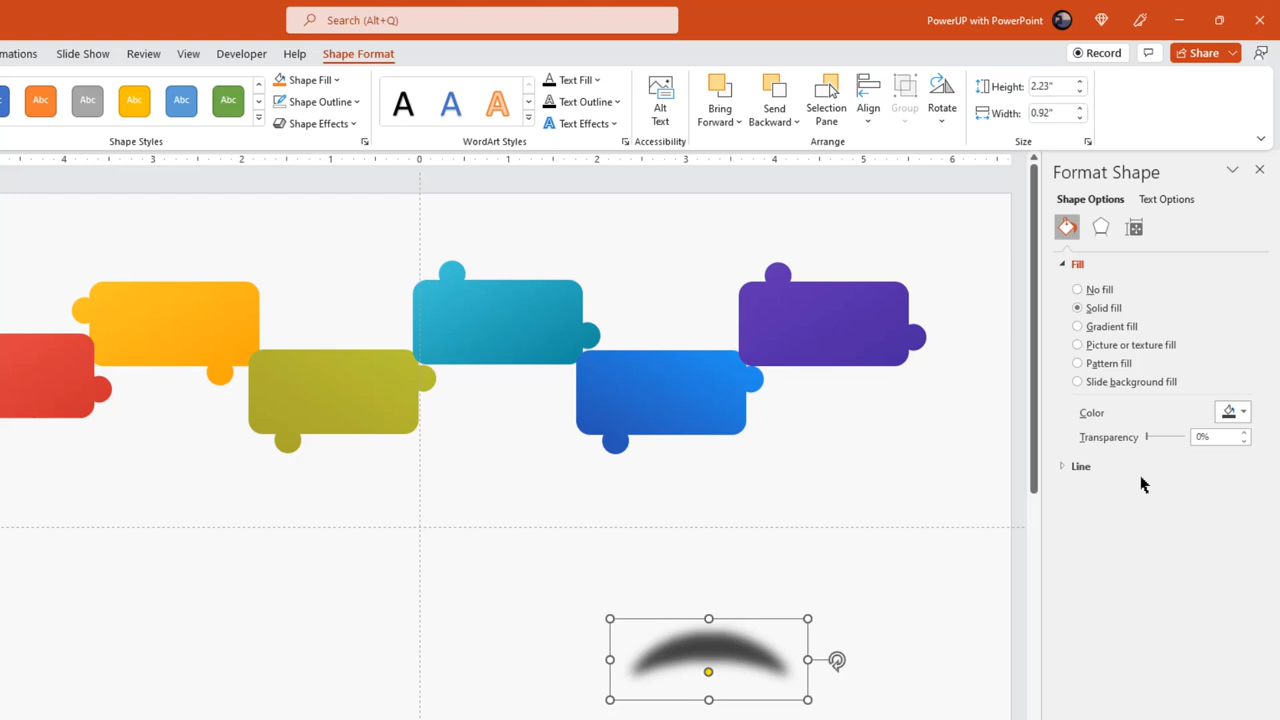 Search (Alt+Q)
PowerUP with PowerPoint
mations
Slide Show
Review
View
Developer
Help
Shape Format
Record
Share
Abc
Abc
Abc
Abc
Abc
Shape Fill
Shape Outline
Shape Effects
Shape Styles
A
A
A
Text Fill
Text Outline
Text Effects
WordArt Styles
Alt
Text
Accessibility
Bring
Forward
Send
Backward
Selection
Pane
Align
Group
Rotate
Arrange
Height:
2.23"
Width:
0.92"
Size
4
3
2
1
0
1
2
3
4
5
6
Format Shape
Shape Options
Text Options
Fill
No fill
Solid fill
Gradient fill
Picture or texture fill
Pattern fill
Slide background fill
Color
Transparency
0%
Line